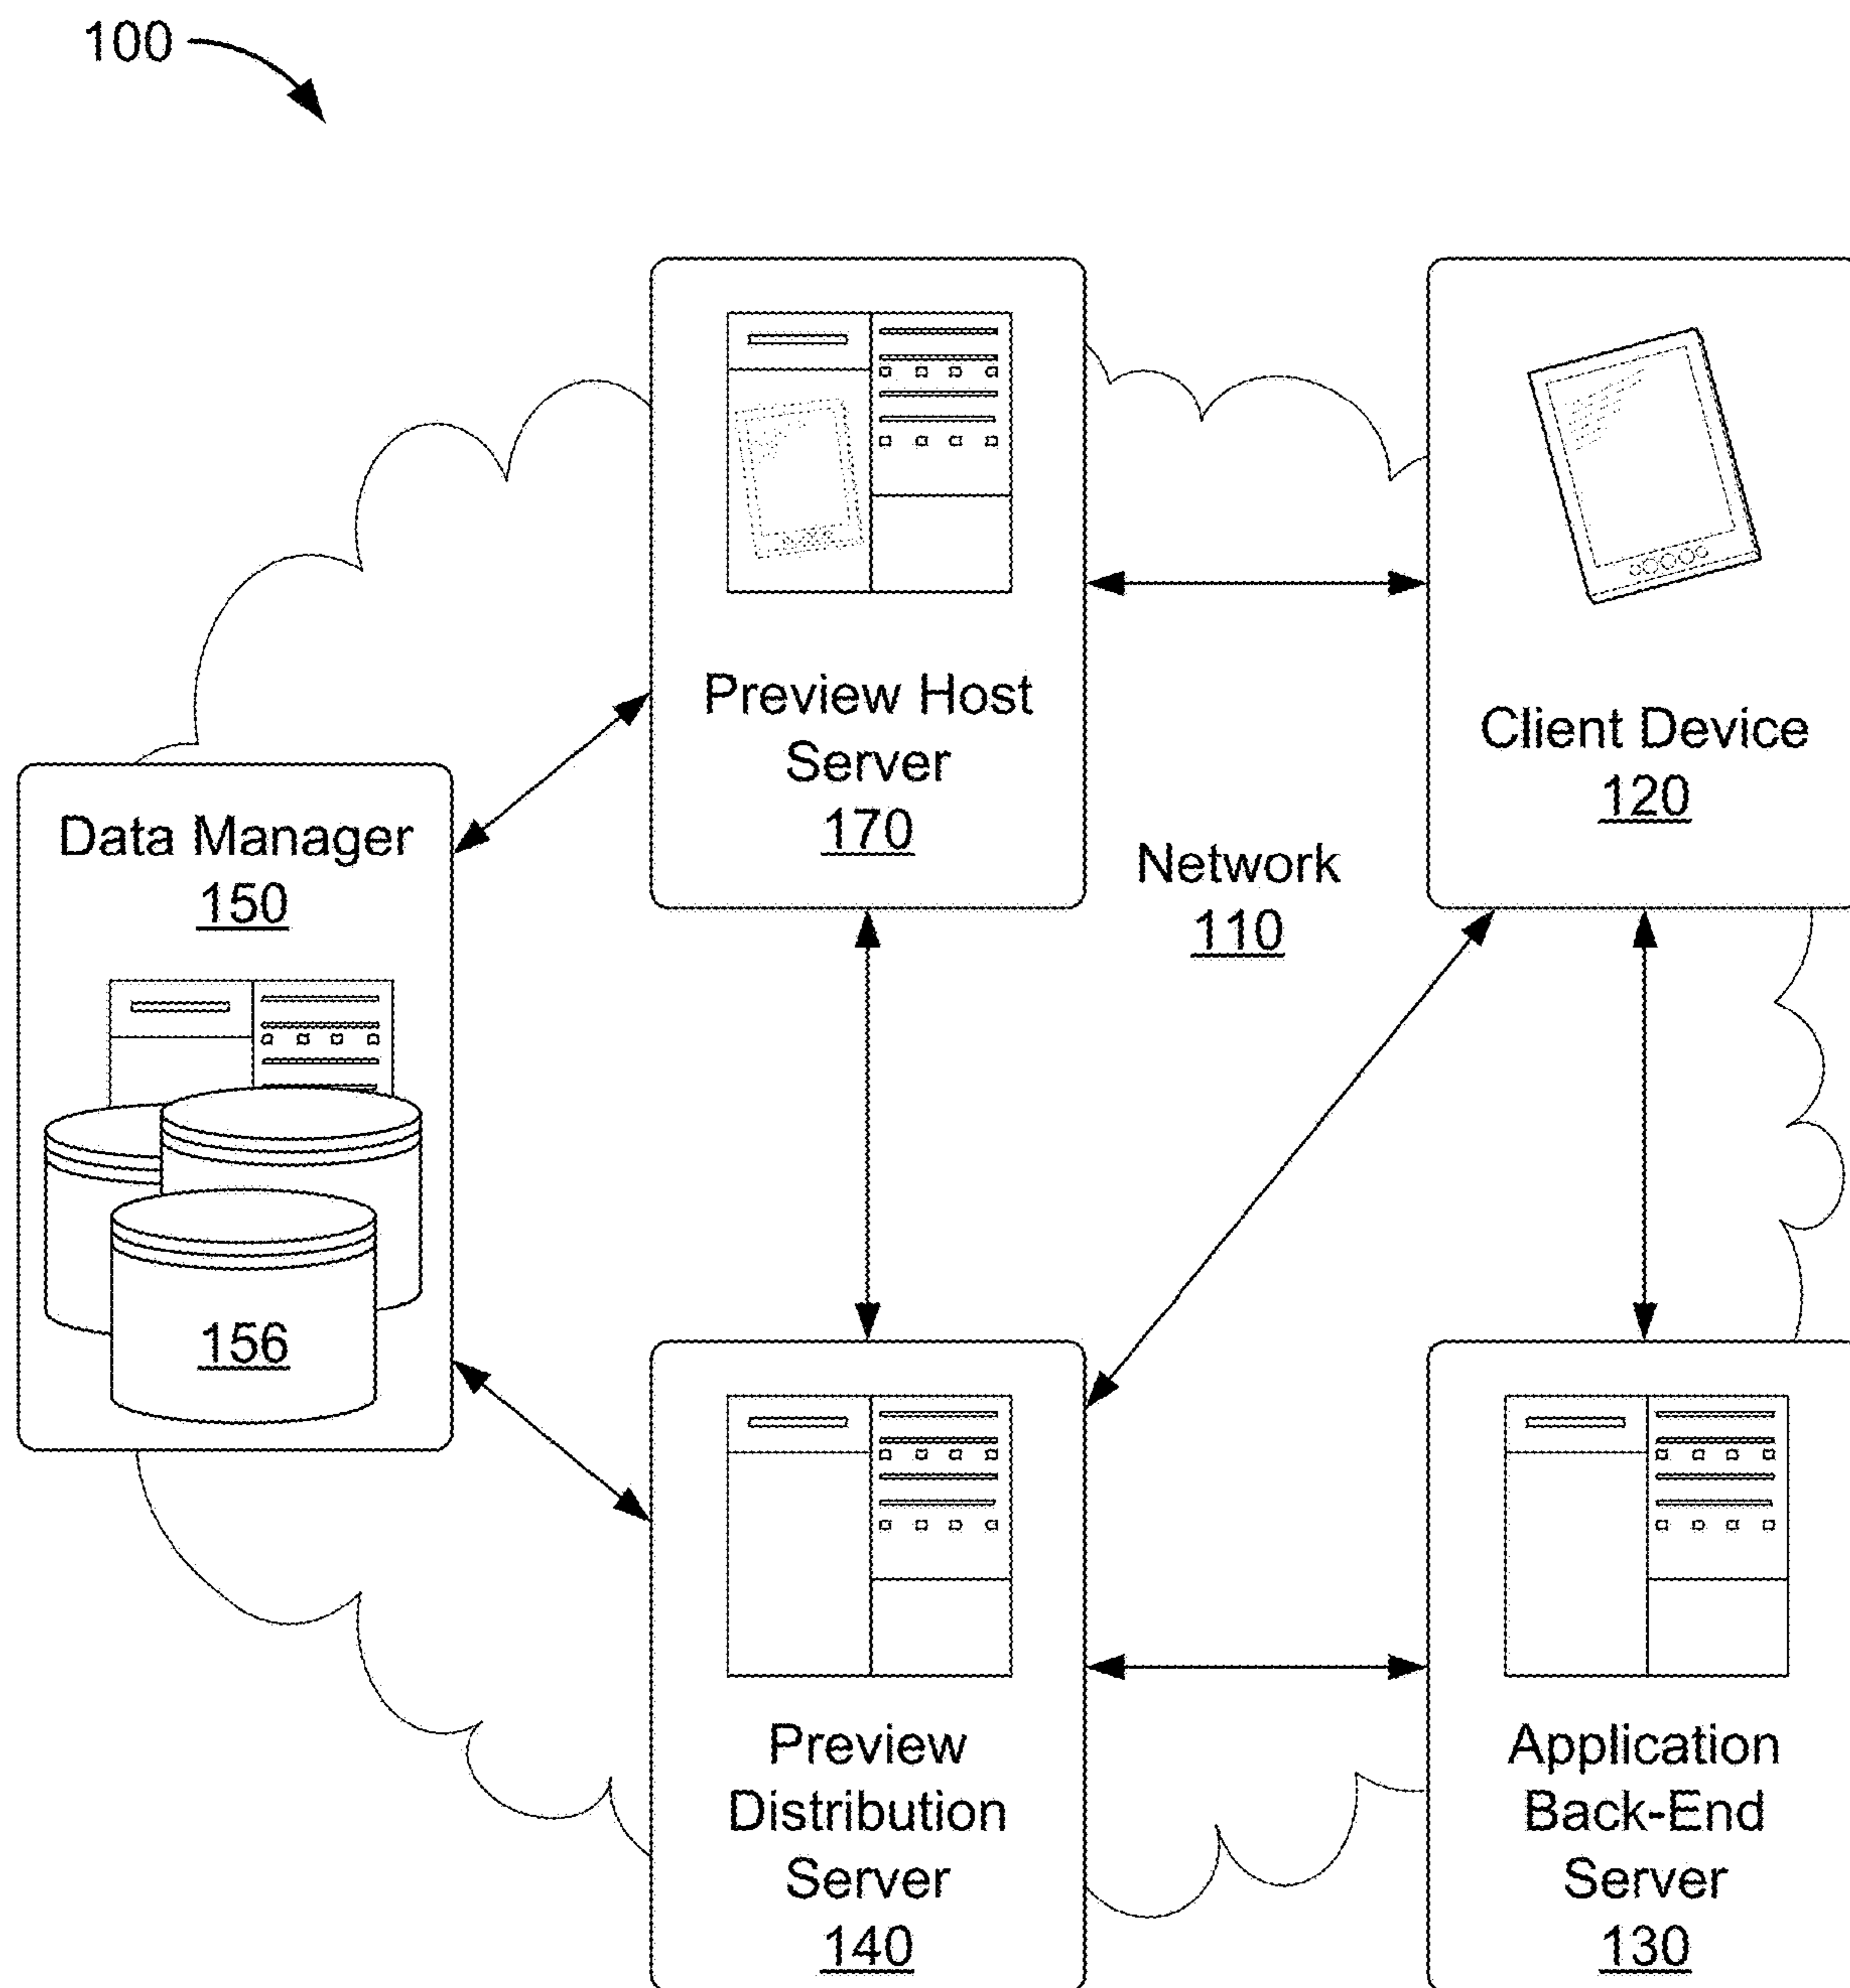 100
Preview Host
Server
170
Client Device
120
Data Manager
150
Network
110
156
Preview
Distribution
Server
140
Application
Back-End
Server
130